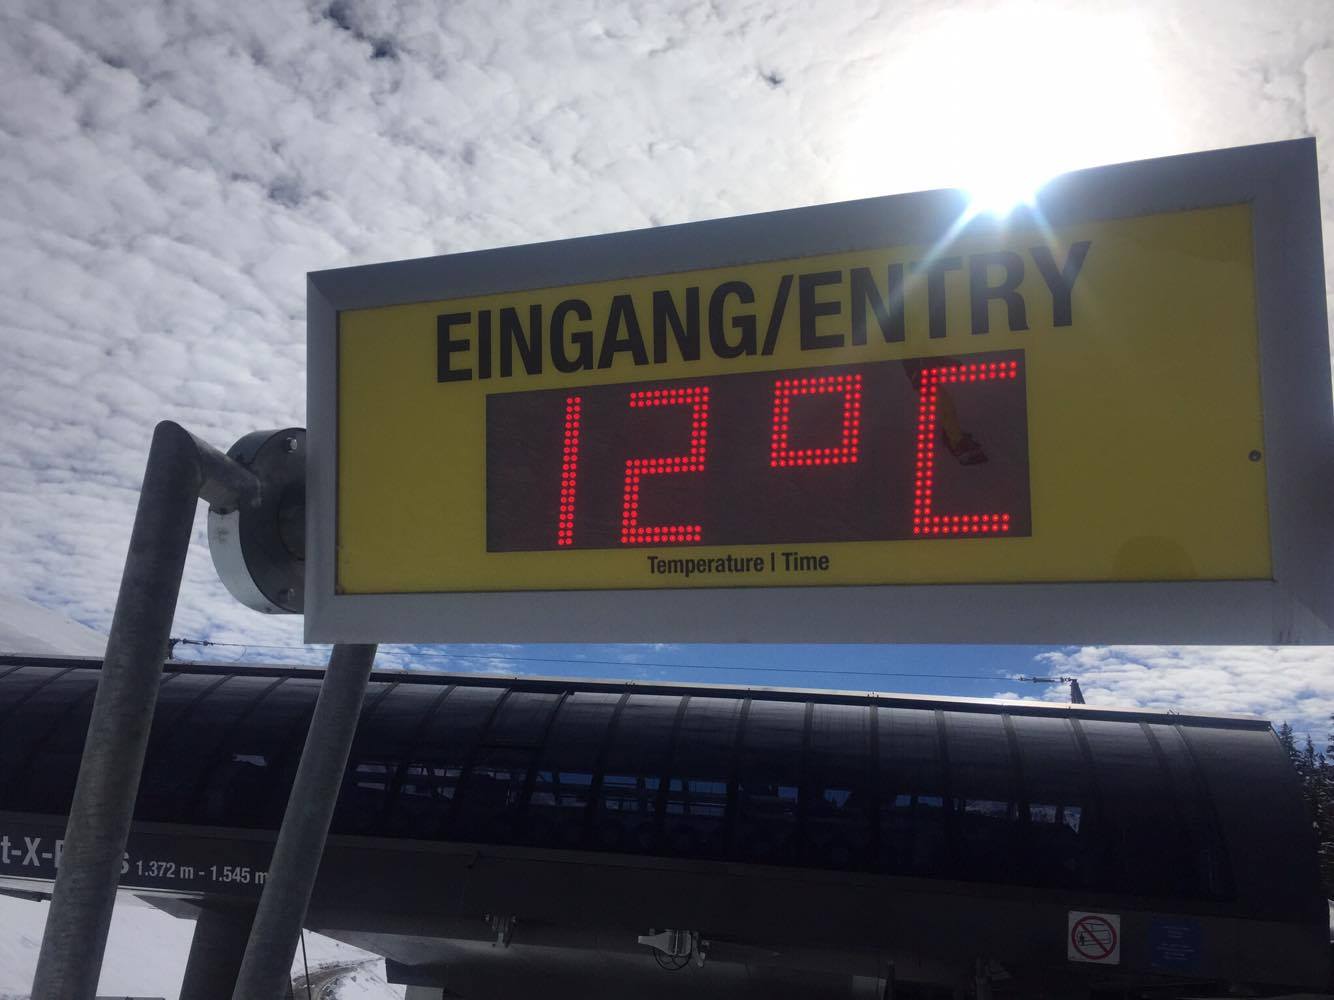 EINGANG/ENTRY
12°C
Temperature | Time
1.372 m - 1.545 m